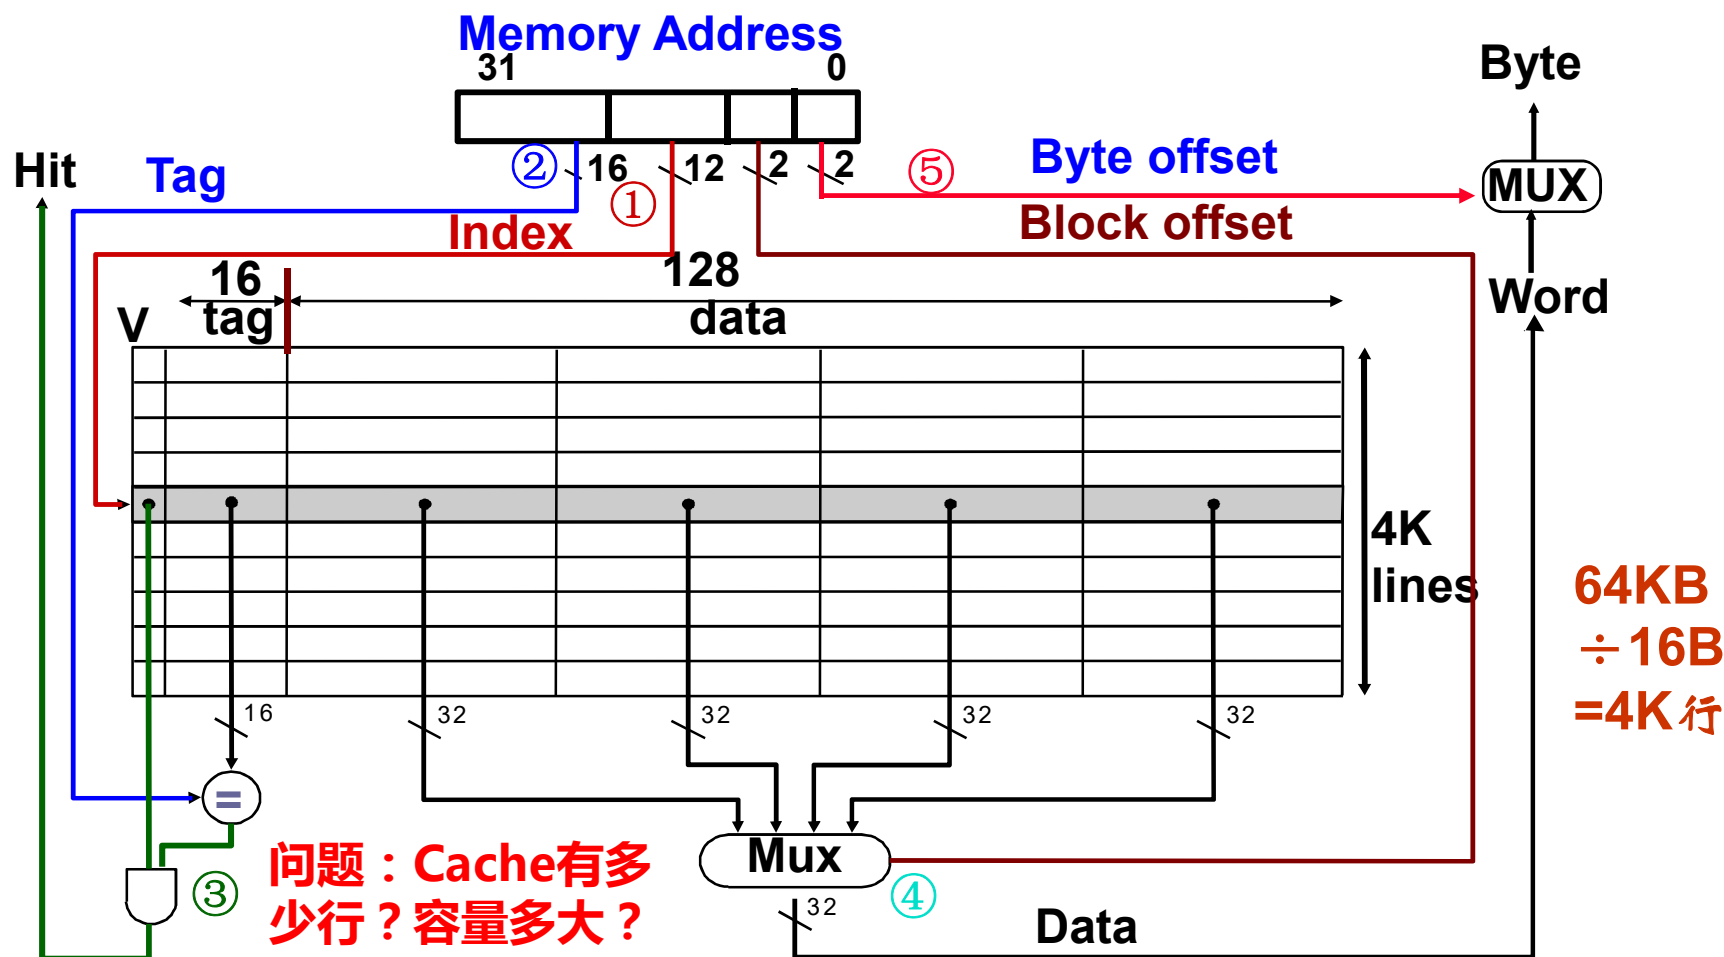 Memory Address
31 0
Byte
Hit
Tag
② 16 ① 12 2 2
⑤ Byte offset
MUX
Index
Block offset
16 128
V tag data
Word
4K
lines
64KB
÷16B
=4K行
16 32 32 32 32
=
Mux
③
④
问题：Cache有多
少行？容量多大？
32
Data